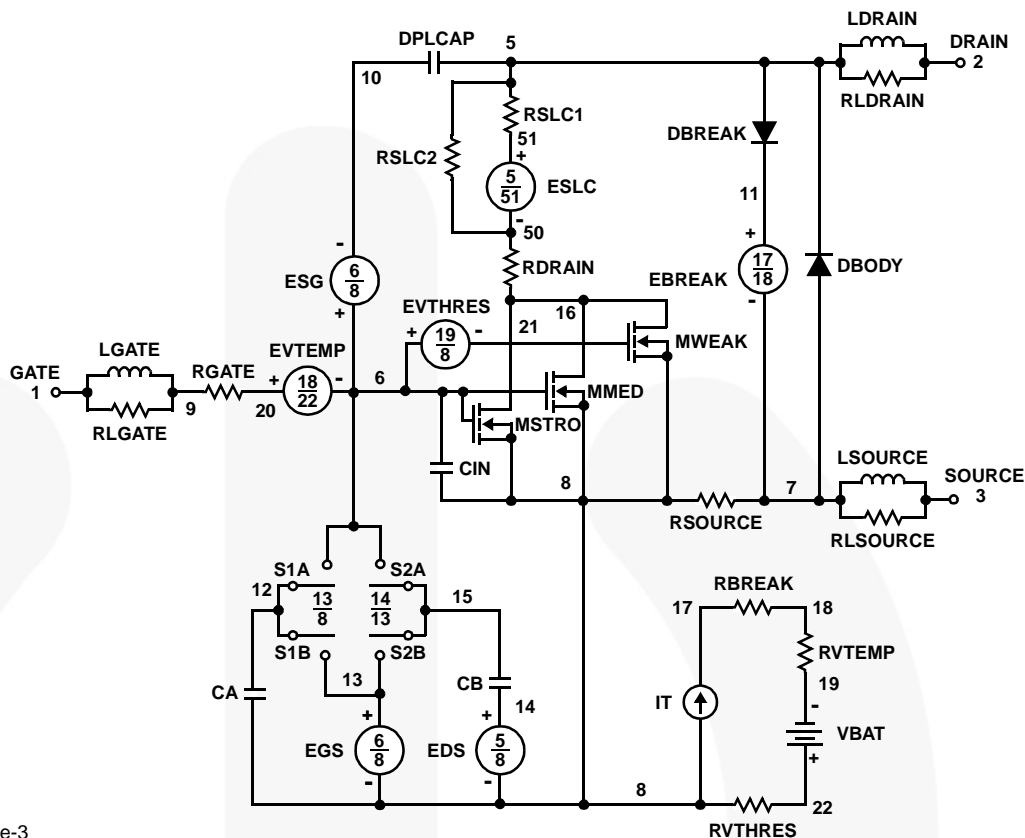 LDRAIN
DPLCAP
5
DRAIN
2
10
RLDRAIN
RSLC1
DBREAK
51
+
RSLC2
5
51
ESLC
11
-
50
-
+
17
18
EBREAK
DBODY
RDRAIN
6
8
ESG
EVTHRES
16
-
+
+
19
8
-
21
MWEAK
LGATE
EVTEMP
GATE
1
RGATE
+
18
22
-
6
MMED
9
20
RLGATE
MSTRO
CIN
LSOURCE
8
7
SOURCE
3
RSOURCE
RLSOURCE
S1A
S2A
12
13
8
14
13
15
RBREAK
17
18
S1B
S2B
RVTEMP
13
CB
19
CA
-
14
IT
+
+
VBAT
EGS
6
8
EDS
5
8
+
-
-
8
22
RVTHRES
e-3